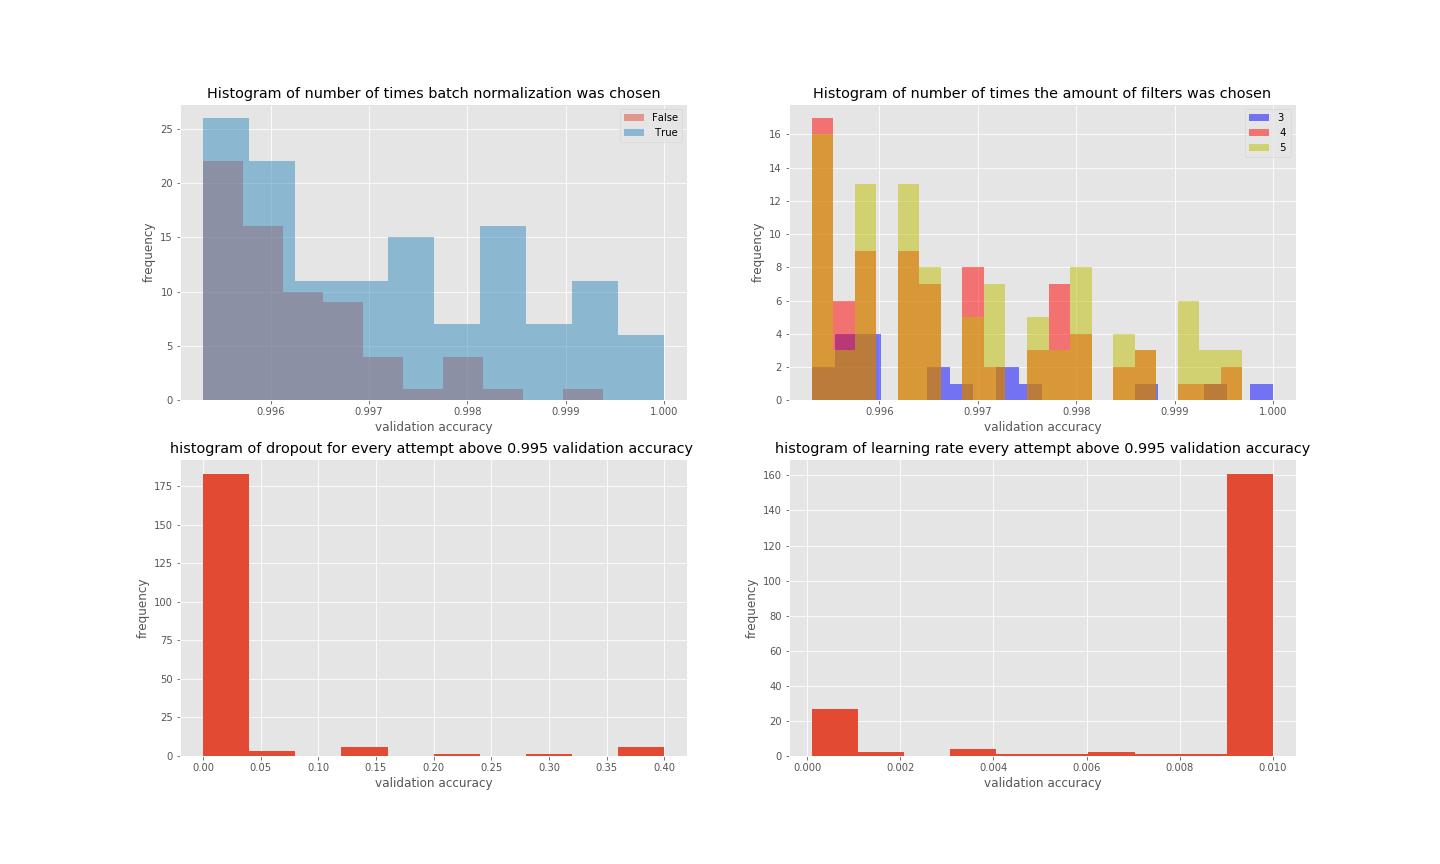 Histogram of number of times batch normalization was chosen
False
True
25
20
15
10
5
0
frequency
0.996 0.997 0.998 0.999 1.000
validation accuracy
Histogram of number of times the amount of filters was chosen
3
4
5
16
14
12
10
8
6
4
2
0
frequency
0.996 0.997 0.998 0.999 1.000
validation accuracy
histogram of dropout for every attempt above 0.995 validation accuracy
175
150
125
100
75
50
25
0
frequency
0.00 0.05 0.10 0.15 0.20 0.25 0.30 0.35 0.40
validation accuracy
histogram of learning rate every attempt above 0.995 validation accuracy
160
140
120
100
80
60
40
20
0
frequency
0.000 0.002 0.004 0.006 0.008 0.010
validation accuracy